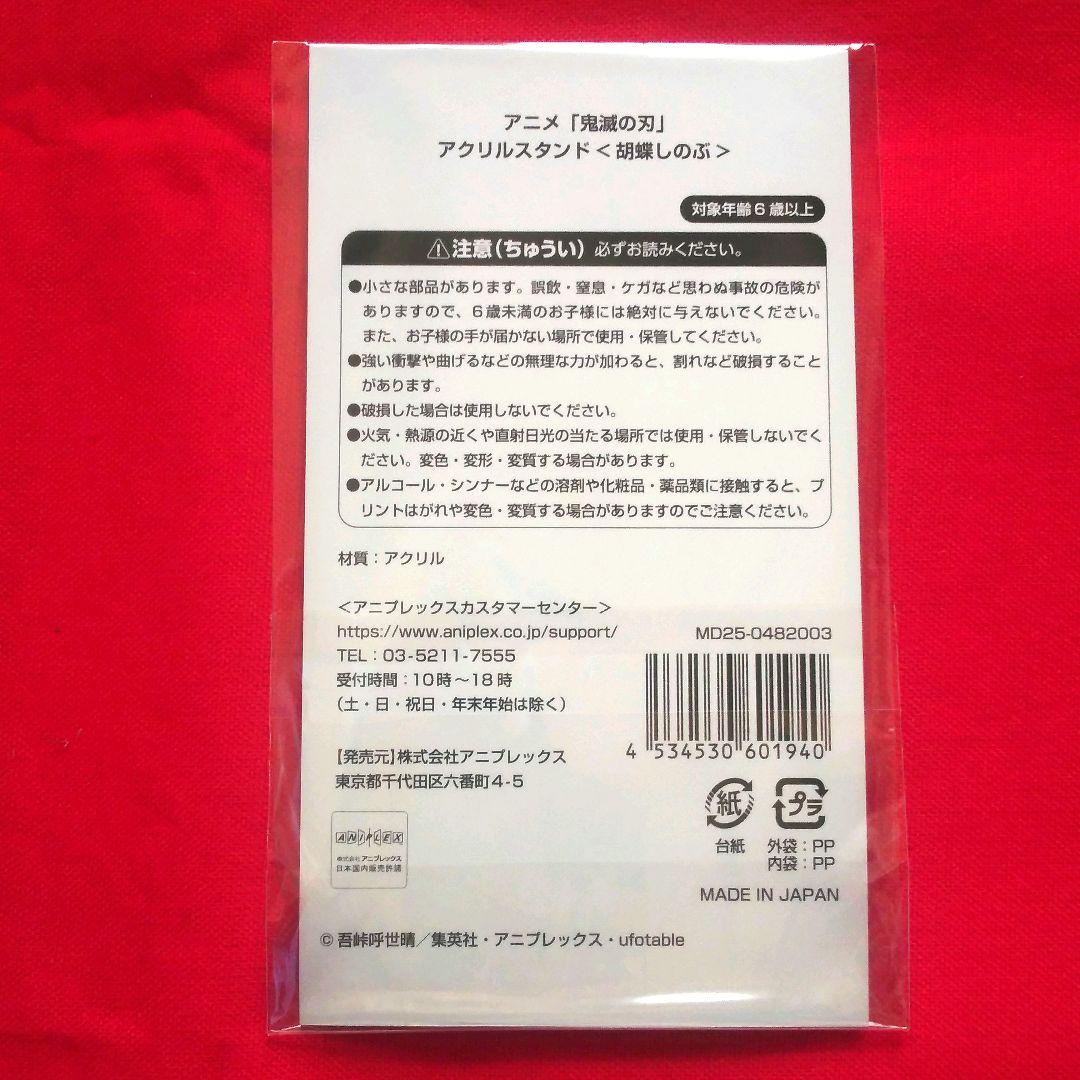 アニメ「鬼滅の刃」
アクリルスタンド<胡蝶しのぶ>
対象年齢6歳以上
⚠注意(ちゅうい)必ずお読みください。
●小さな部品があります。誤飲・窒息・ケガなど思わぬ事故の危険が
ありますので、6歳未満のお子様には絶対に与えないでください。
また、お子様の手が届かない場所で使用・保管してください。
●強い衝撃や曲げるなどの無理な力が加わると、割れなど破損すること
があります。
●破損した場合は使用しないでください。
●火気・熱源の近くや直射日光の当たる場所では使用・保管しないでく
ださい。変色・変形・変質する場合があります。
●アルコール・シンナーなどの溶剤や化粧品・薬品類に接触すると、プ
リントはがれや変色・変質する場合がありますのでご注意ください。
材質:アクリル
<アニプレックスカスタマーセンター>
https://www.aniplex.co.jp/support/
TEL:03-5211-7555
受付時間:10時~18時
(土・日・祝日・年末年始は除く)
【発売元】株式会社アニプレックス
東京都千代田区六番町4-5
ANIPLEX
株式会社アニプレックス
日本国内販売許諾
MD25-0482003
4 534530 601940
紙
プラ
台紙
外袋:PP
内袋:PP
MADE IN JAPAN
© 吾峠呼世晴/集英社・アニプレックス・ufotable